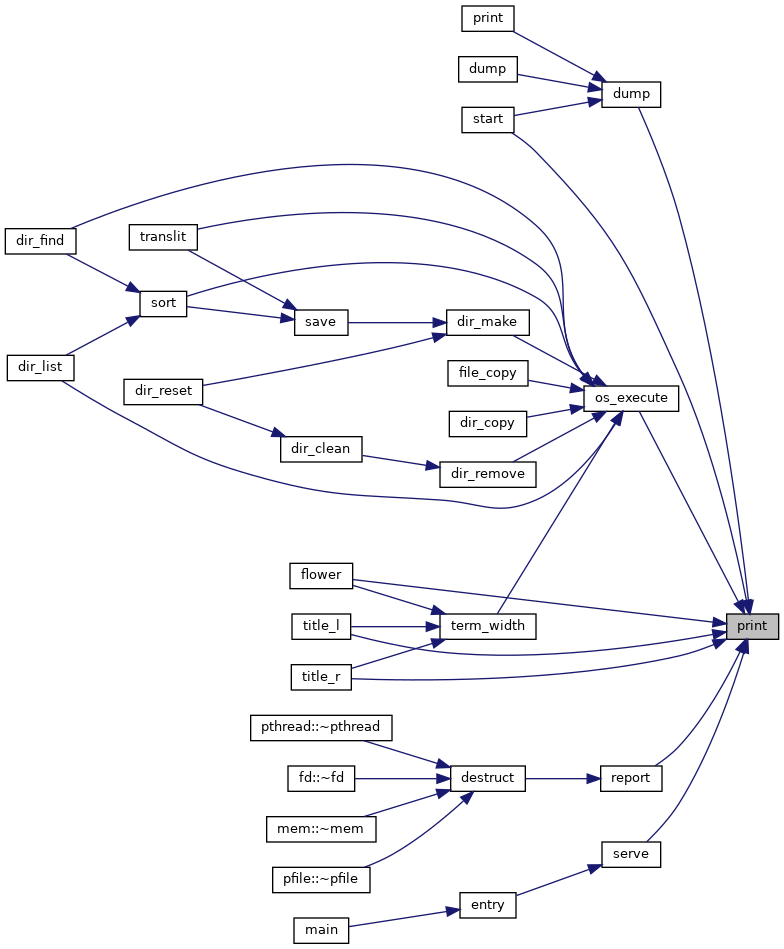 print
dump
dump
start
dir_find
translit
sort
save
dir_make
dir_list
file_copy
dir_reset
os_execute
dir_copy
dir_clean
dir_remove
flower
title_l
term_width
print
title_r
pthread::~pthread
fd::~fd
destruct
report
mem::~mem
serve
pfile::~pfile
entry
main